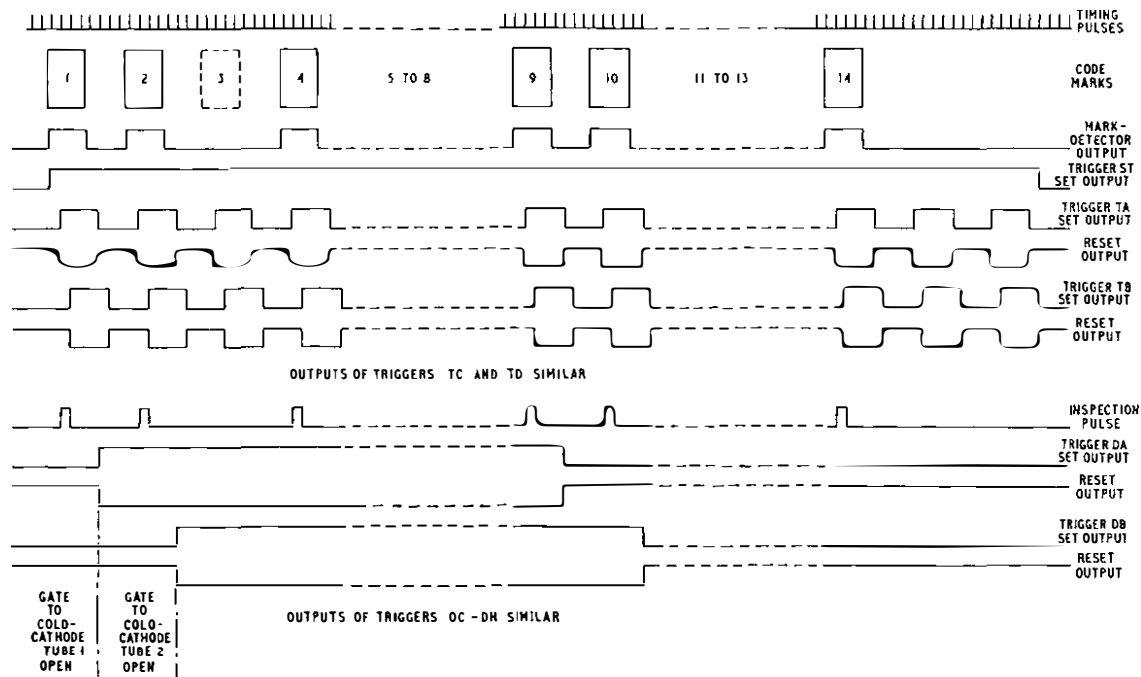 TIMING
PULSES
1 2 3 4 5 TO 8 9 10 11 TO 13 14
CODE
MARKS
MARK-
DETECTOR
OUTPUT
TRIGGER ST
SET OUTPUT
TRIGGER TA
SET OUTPUT
RESET
OUTPUT
TRIGGER TB
SET OUTPUT
RESET
OUTPUT
OUTPUTS OF TRIGGERS TC AND TD SIMILAR
INSPECTION
PULSE
TRIGGER DA
SET OUTPUT
RESET
OUTPUT
TRIGGER DB
SET OUTPUT
RESET
OUTPUT
GATE
TO
COLD-
CATHODE
TUBE 1
OPEN
GATE
TO
COLD-
CATHODE
TUBE 2
OPEN
OUTPUTS OF TRIGGERS DC-DH SIMILAR